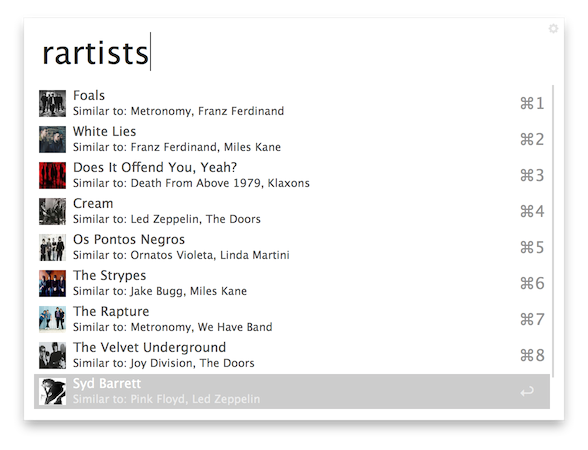 rartists
Foals
Similar to: Metronomy, Franz Ferdinand
⌘1
White Lies
Similar to: Franz Ferdinand, Miles Kane
⌘2
Does It Offend You, Yeah?
Similar to: Death From Above 1979, Klaxons
⌘3
Cream
Similar to: Led Zeppelin, The Doors
⌘4
Os Pontos Negros
Similar to: Ornatos Violeta, Linda Martini
⌘5
The Strypes
Similar to: Jake Bugg, Miles Kane
⌘6
The Rapture
Similar to: Metronomy, We Have Band
⌘7
The Velvet Underground
Similar to: Joy Division, The Doors
⌘8
Syd Barrett
Similar to: Pink Floyd, Led Zeppelin